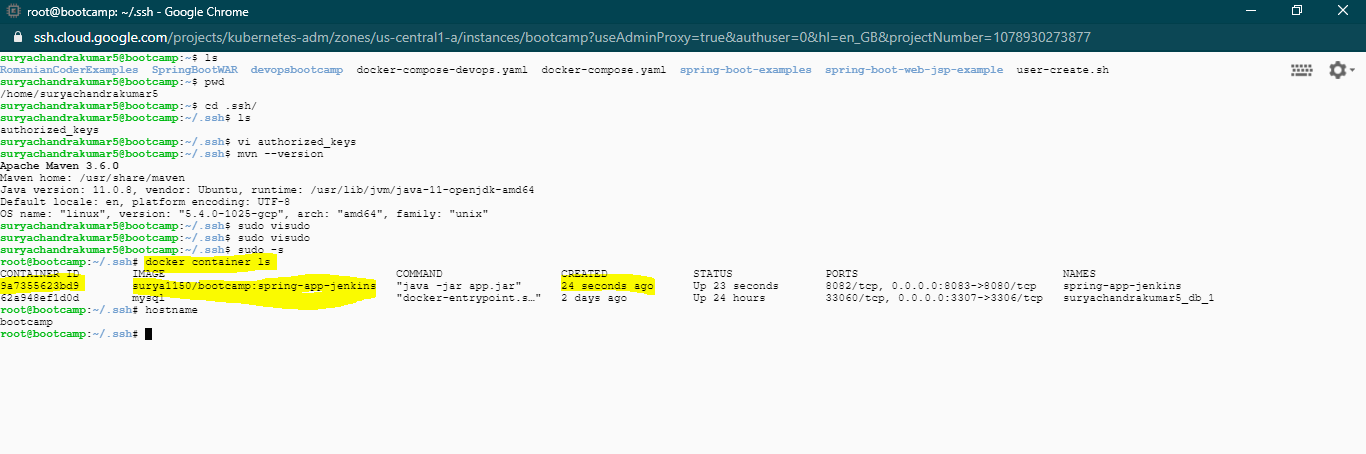 root@bootcamp: ~/.ssh - Google Chrome
ssh.cloud.google.com/projects/kubernetes-adm/zones/us-central1-a/instances/bootcamp?useAdminProxy=true&authuser=0&hl=en_GB&projectNumber=1078930273877
suryachandrakumar5@bootcamp:~$ ls
RomanianCoderExamples SpringBootWAR devopsbootcamp docker-compose-devops.yaml docker-compose.yaml spring-boot-examples spring-boot-web-jsp-example user-create.sh
suryachandrakumar5@bootcamp:~$ pwd
/home/suryachandrakumar5
suryachandrakumar5@bootcamp:~$ cd .ssh/
suryachandrakumar5@bootcamp:~/.ssh$ ls
authorized_keys
suryachandrakumar5@bootcamp:~/.ssh$ vi authorized_keys
suryachandrakumar5@bootcamp:~/.ssh$ mvn --version
Apache Maven 3.6.0
Maven home: /usr/share/maven
Java version: 11.0.8, vendor: Ubuntu, runtime: /usr/lib/jvm/java-11-openjdk-amd64
Default locale: en, platform encoding: UTF-8
OS name: "linux", version: "5.4.0-1025-gcp", arch: "amd64", family: "unix"
suryachandrakumar5@bootcamp:~/.ssh$ sudo visudo
suryachandrakumar5@bootcamp:~/.ssh$ sudo visudo
suryachandrakumar5@bootcamp:~/.ssh$ sudo -s
root@bootcamp:~/.ssh# docker container ls
CONTAINER ID IMAGE COMMAND CREATED STATUS PORTS NAMES
9a7355623bd9 surya1150/bootcamp:spring-app-jenkins "java -jar app.jar" 24 seconds ago Up 23 seconds 8082/tcp, 0.0.0.0:8083->8080/tcp spring-app-jenkins
62a948ef1d0d mysql "docker-entrypoint.s…" 2 days ago Up 24 hours 33060/tcp, 0.0.0.0:3307->3306/tcp suryachandrakumar5_db_1
root@bootcamp:~/.ssh# hostname
bootcamp
root@bootcamp:~/.ssh#